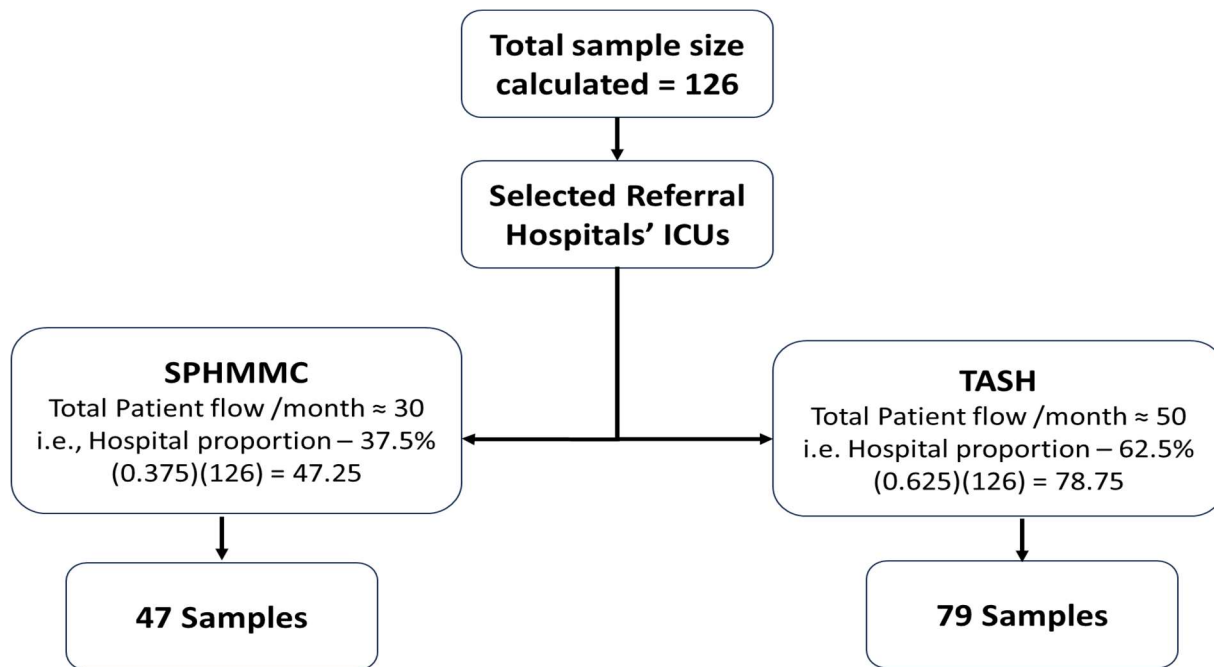 Total sample size
calculated = 126
Selected Referral
Hospitals’ ICUs
SPHMMC
Total Patient flow /month ≈ 30
i.e., Hospital proportion – 37.5%
(0.375)(126) = 47.25
TASH
Total Patient flow /month ≈ 50
i.e. Hospital proportion – 62.5%
(0.625)(126) = 78.75
47 Samples
79 Samples